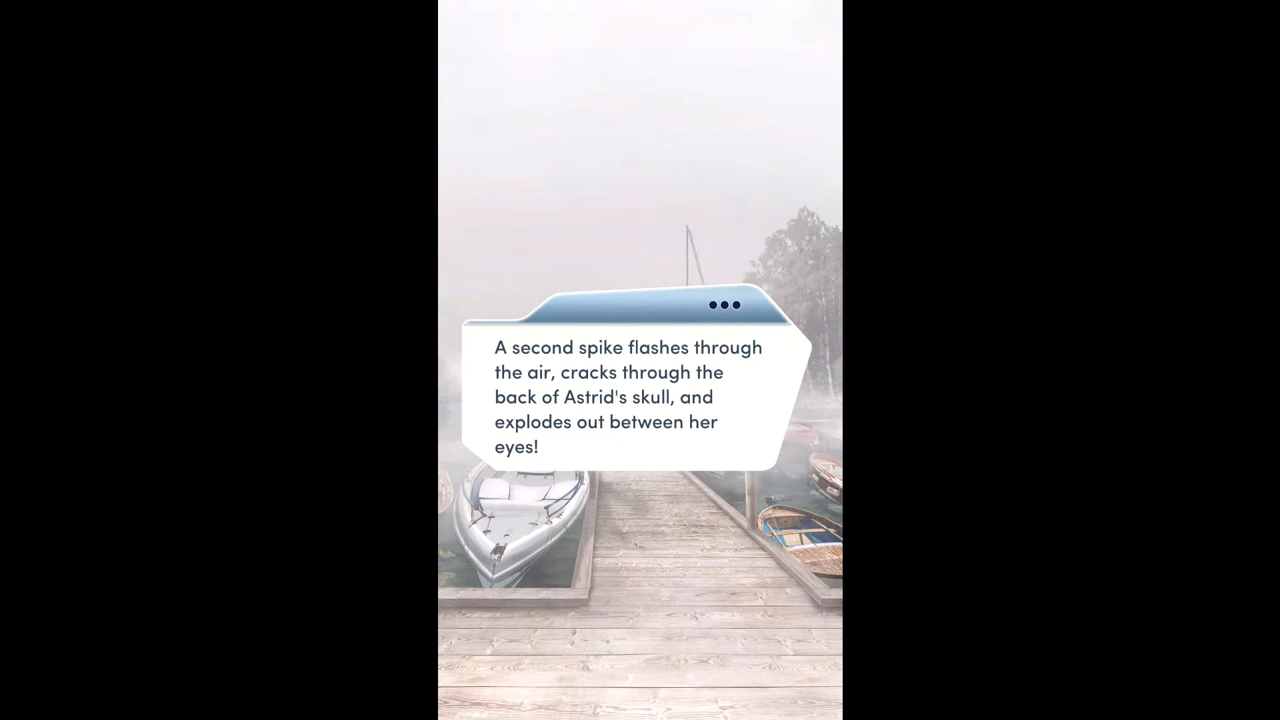 A second spike flashes through
the air, cracks through the
back of Astrid's skull, and
explodes out between her
eyes!